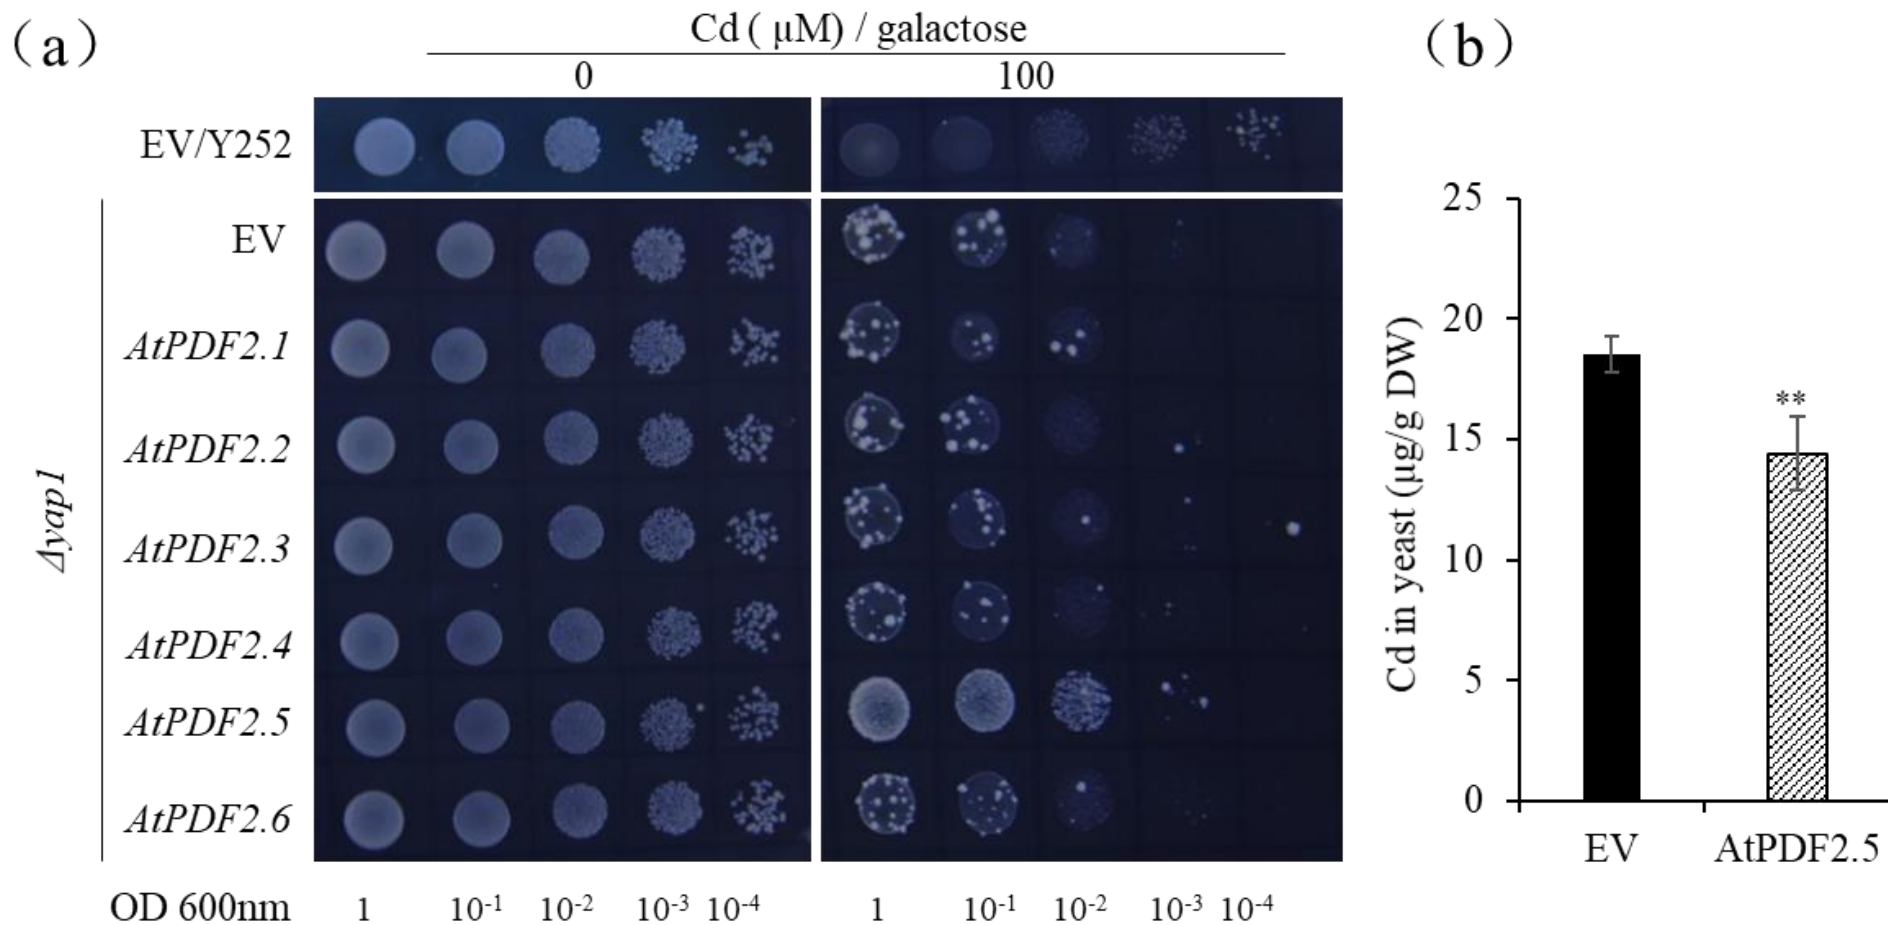 (a)
Cd ( μM) / galactose
0 100
EV/Y252
EV
AtPDF2.1
AtPDF2.2
AtPDF2.3
AtPDF2.4
AtPDF2.5
AtPDF2.6
Δyap1
OD 600nm 1 10-1 10-2 10-3 10-4 1 10-1 10-2 10-3 10-4
(b)
Cd in yeast (μg/g DW)
25
20
15
10
5
0
**
EV AtPDF2.5